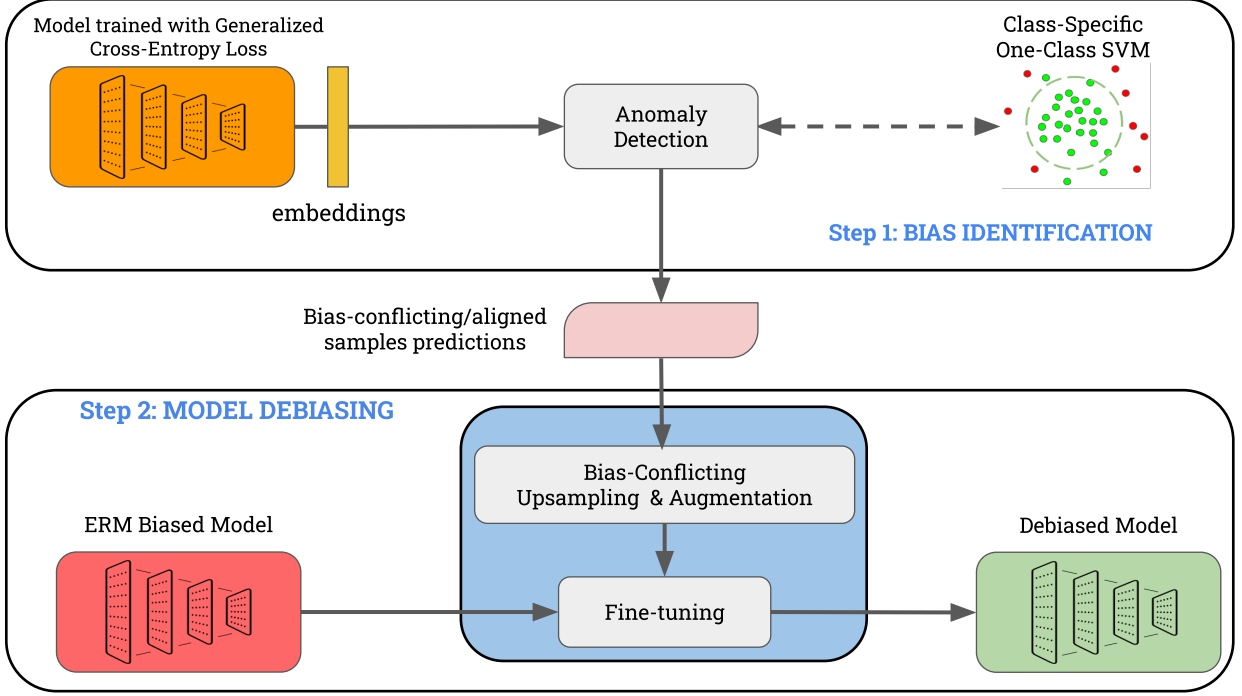 Model trained with Generalized
Cross-Entropy Loss
Class-Specific
One-Class SVM
Anomaly
Detection
embeddings
Step 1: BIAS IDENTIFICATION
Bias-conflicting/aligned
samples predictions
Step 2: MODEL DEBIASING
Bias-Conflicting
Upsampling & Augmentation
ERM Biased Model
Debiased Model
Fine-tuning